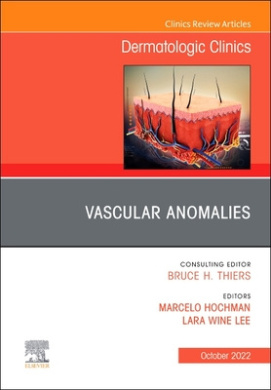 Clinics Review Articles
Dermatologic Clinics
VASCULAR ANOMALIES
CONSULTING EDITOR
BRUCE H. THIERS
EDITORS
MARCELO HOCHMAN
LARA WINE LEE
ELSEVIER
October 2022